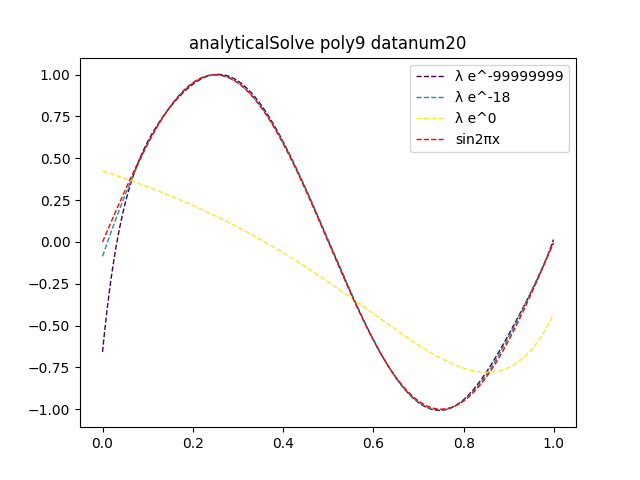 analyticalSolve poly9 datanum20
λ e^-99999999
λ e^-18
λ e^0
sin2πx
1.00
0.75
0.50
0.25
0.00
−0.25
−0.50
−0.75
−1.00
0.0 0.2 0.4 0.6 0.8 1.0